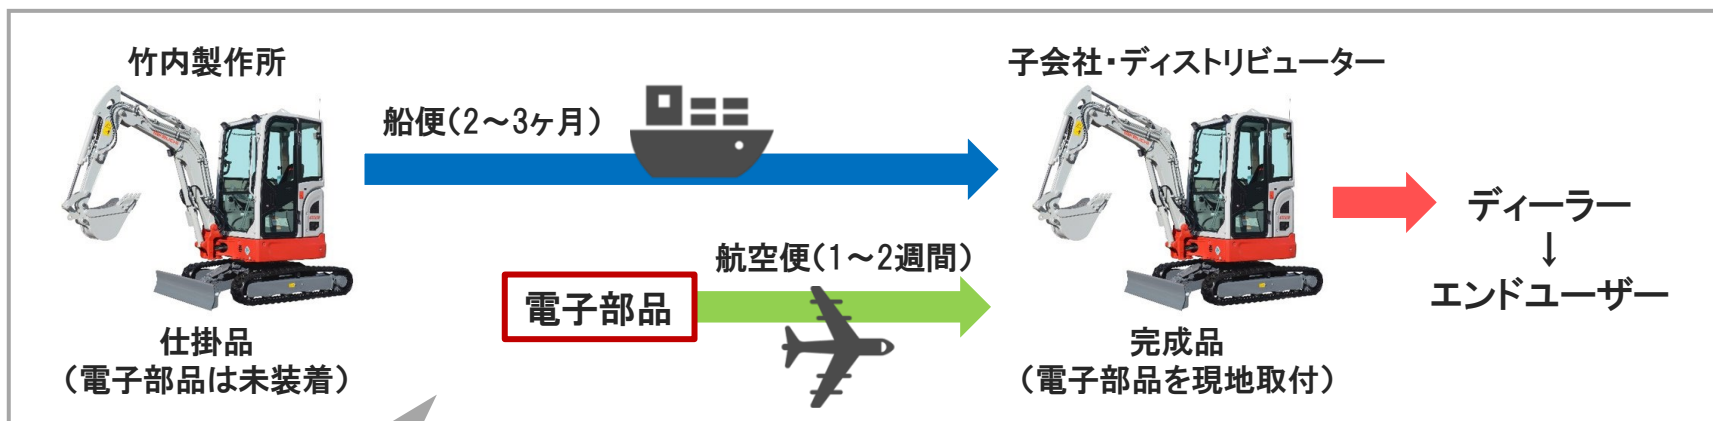 竹内製作所
子会社・ディストリビューター
船便(2~3ヶ月)
航空便(1~2週間)
電子部品
ディーラー
↓
エンドユーザー
仕掛品
(電子部品は未装着)
完成品
(電子部品を現地取付)